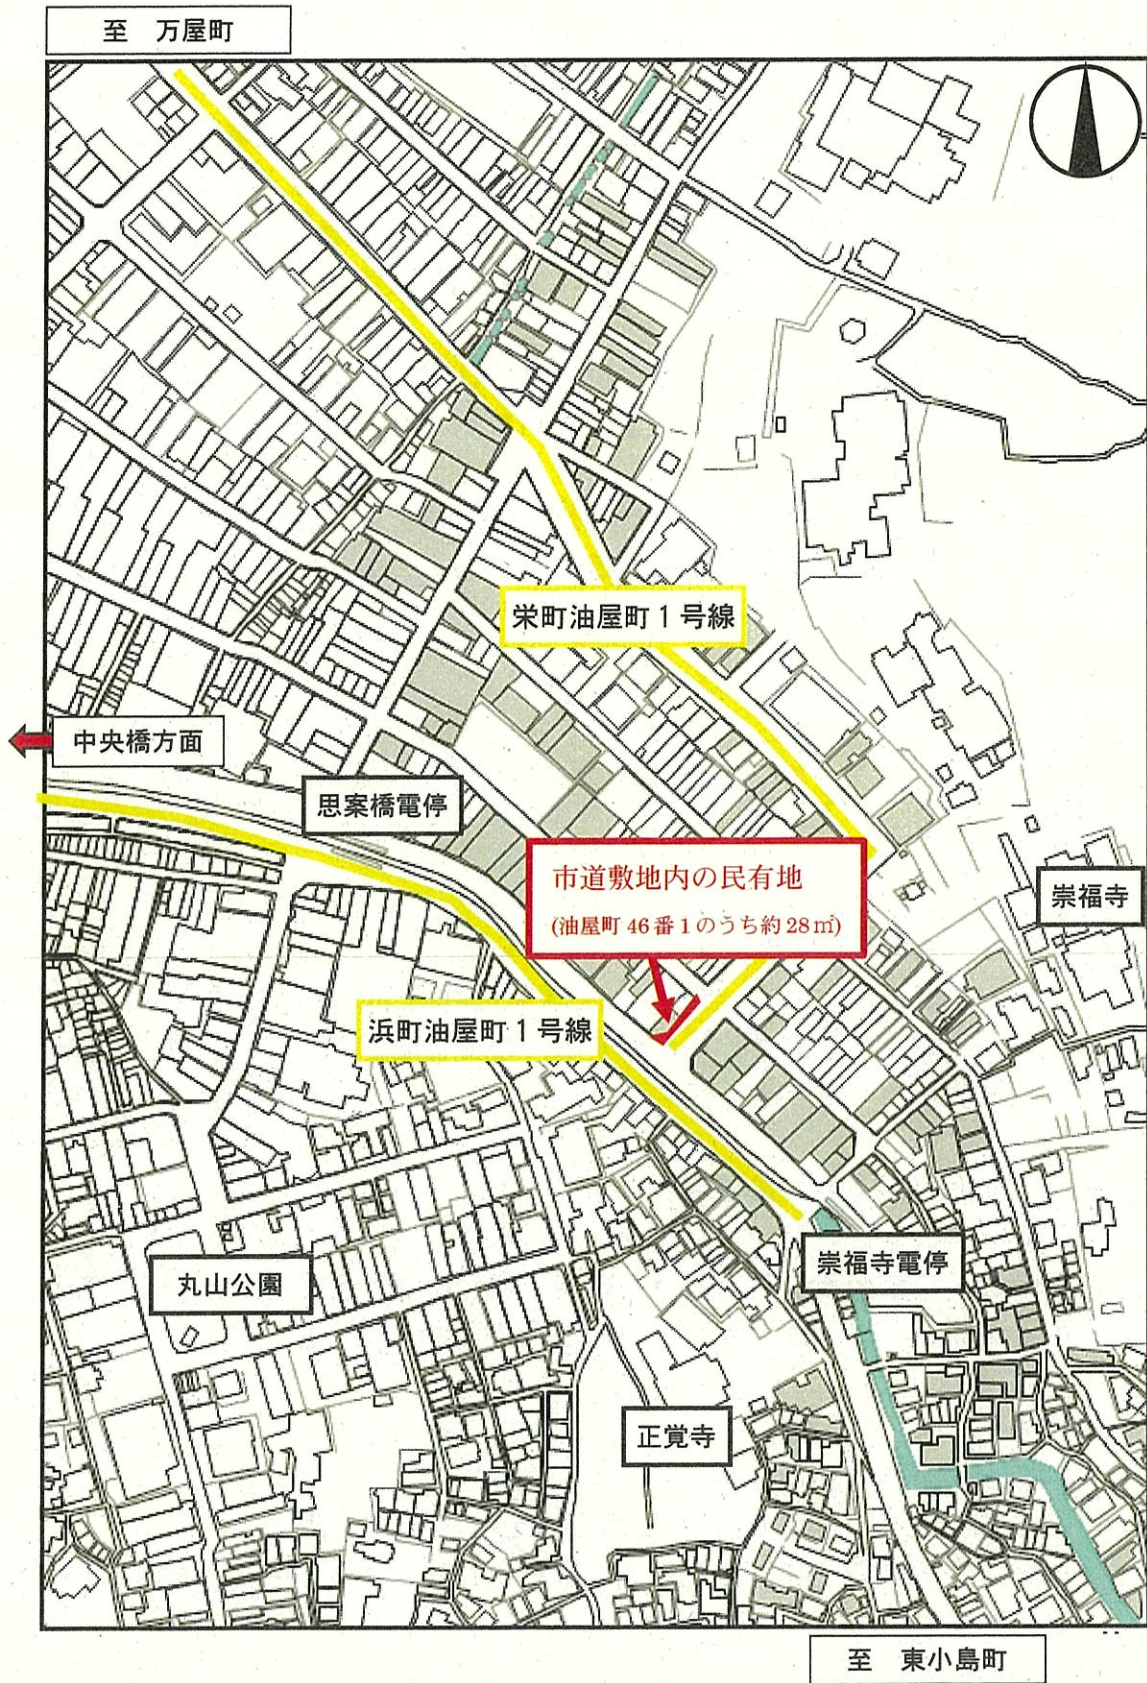 至　万屋町
栄町油屋町１号線
中央橋方面
思案橋電停
市道敷地内の民有地
(油屋町 46 番 1 のうち約 28㎡)
崇福寺
浜町油屋町１号線
崇福寺電停
丸山公園
正覚寺
至　東小島町